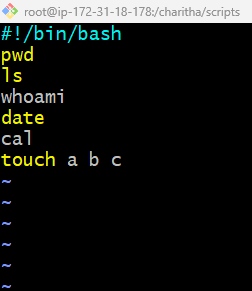 root@ip-172-31-18-178:/charitha/scripts
#!/bin/bash
pwd
ls
whoami
date
cal
touch a b c
~
~
~
~
~
~